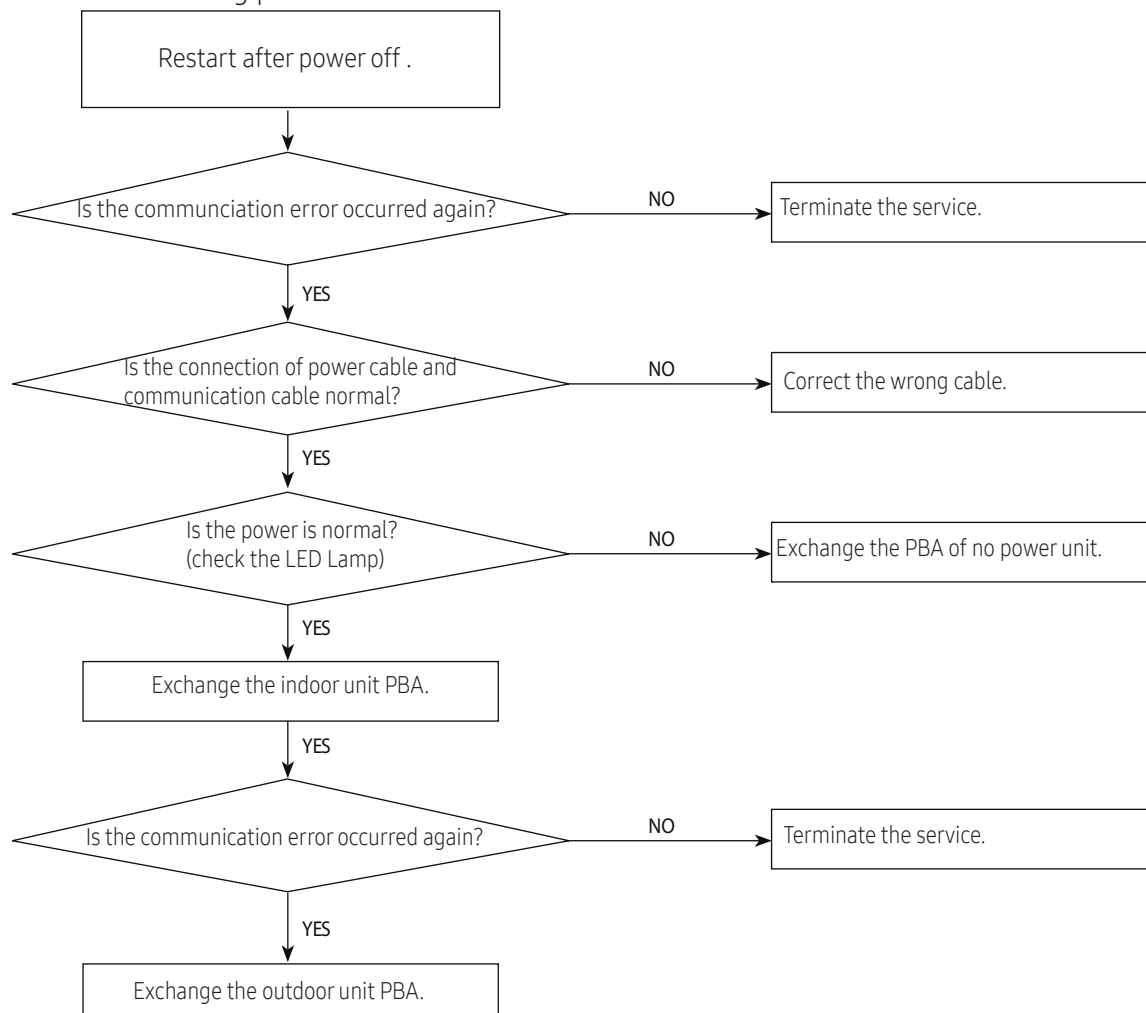 Restart after power off .
Is the communciation error occurred again?
NO
Terminate the service.
YES
Is the connection of power cable and
communication cable normal?
NO
Correct the wrong cable.
YES
Is the power is normal?
(check the LED Lamp)
NO
Exchange the PBA of no power unit.
YES
Exchange the indoor unit PBA.
YES
Is the communication error occurred again?
NO
Terminate the service.
YES
Exchange the outdoor unit PBA.